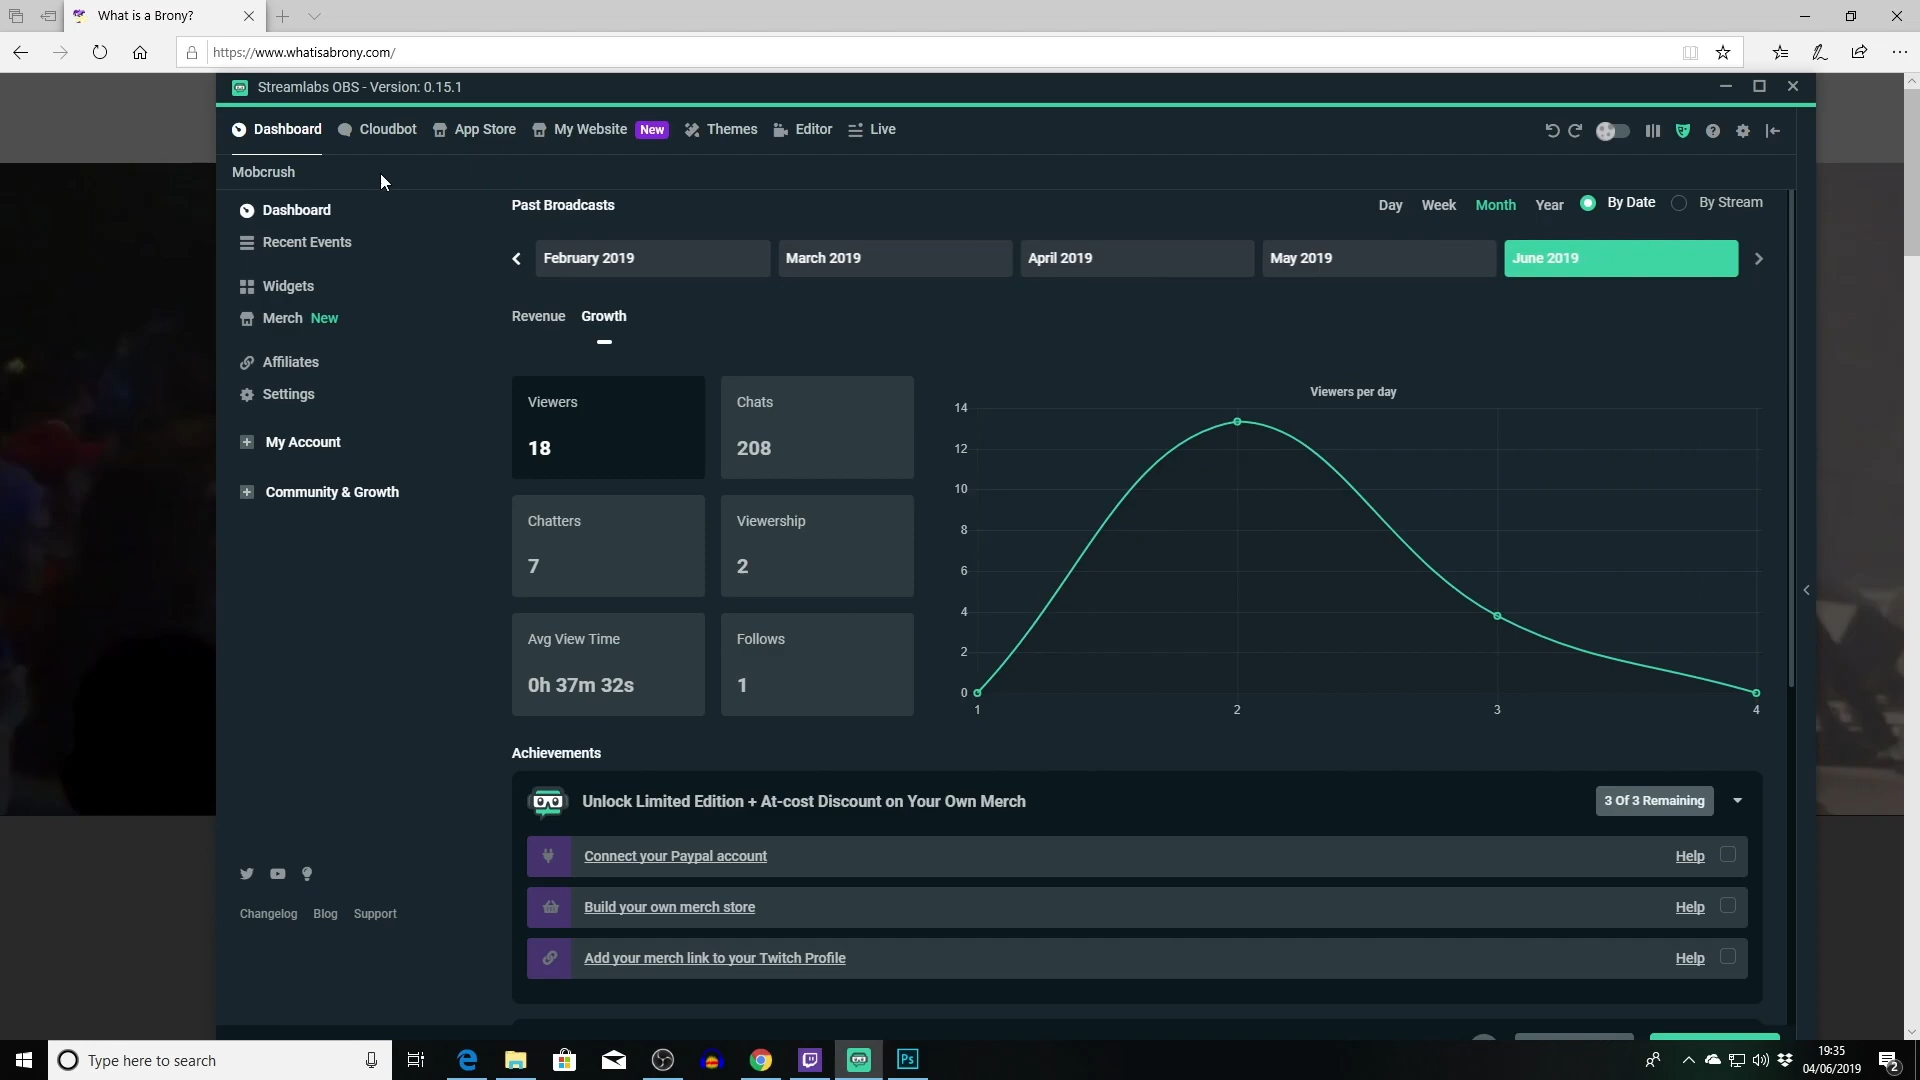 What is a Brony?
https://www.whatisabrony.com/
Streamlabs OBS - Version: 0.15.1
Dashboard Cloudbot App Store My Website New Themes Editor Live
Mobcrush
Dashboard
Recent Events
Widgets
Merch New
Affiliates
Settings
My Account
Community & Growth
Changelog Blog Support
Past Broadcasts
Day Week Month Year By Date By Stream
February 2019 March 2019 April 2019 May 2019 June 2019
Revenue Growth
Viewers
18
Chats
208
Chatters
7
Viewership
2
Avg View Time
0h 37m 32s
Follows
1
Viewers per day
14
12
10
8
6
4
2
0
1 2 3 4
Achievements
Unlock Limited Edition + At-cost Discount on Your Own Merch
3 Of 3 Remaining
Connect your Paypal account Help
Build your own merch store Help
Add your merch link to your Twitch Profile Help
Type here to search
Ps
19:35
04/06/2019
2